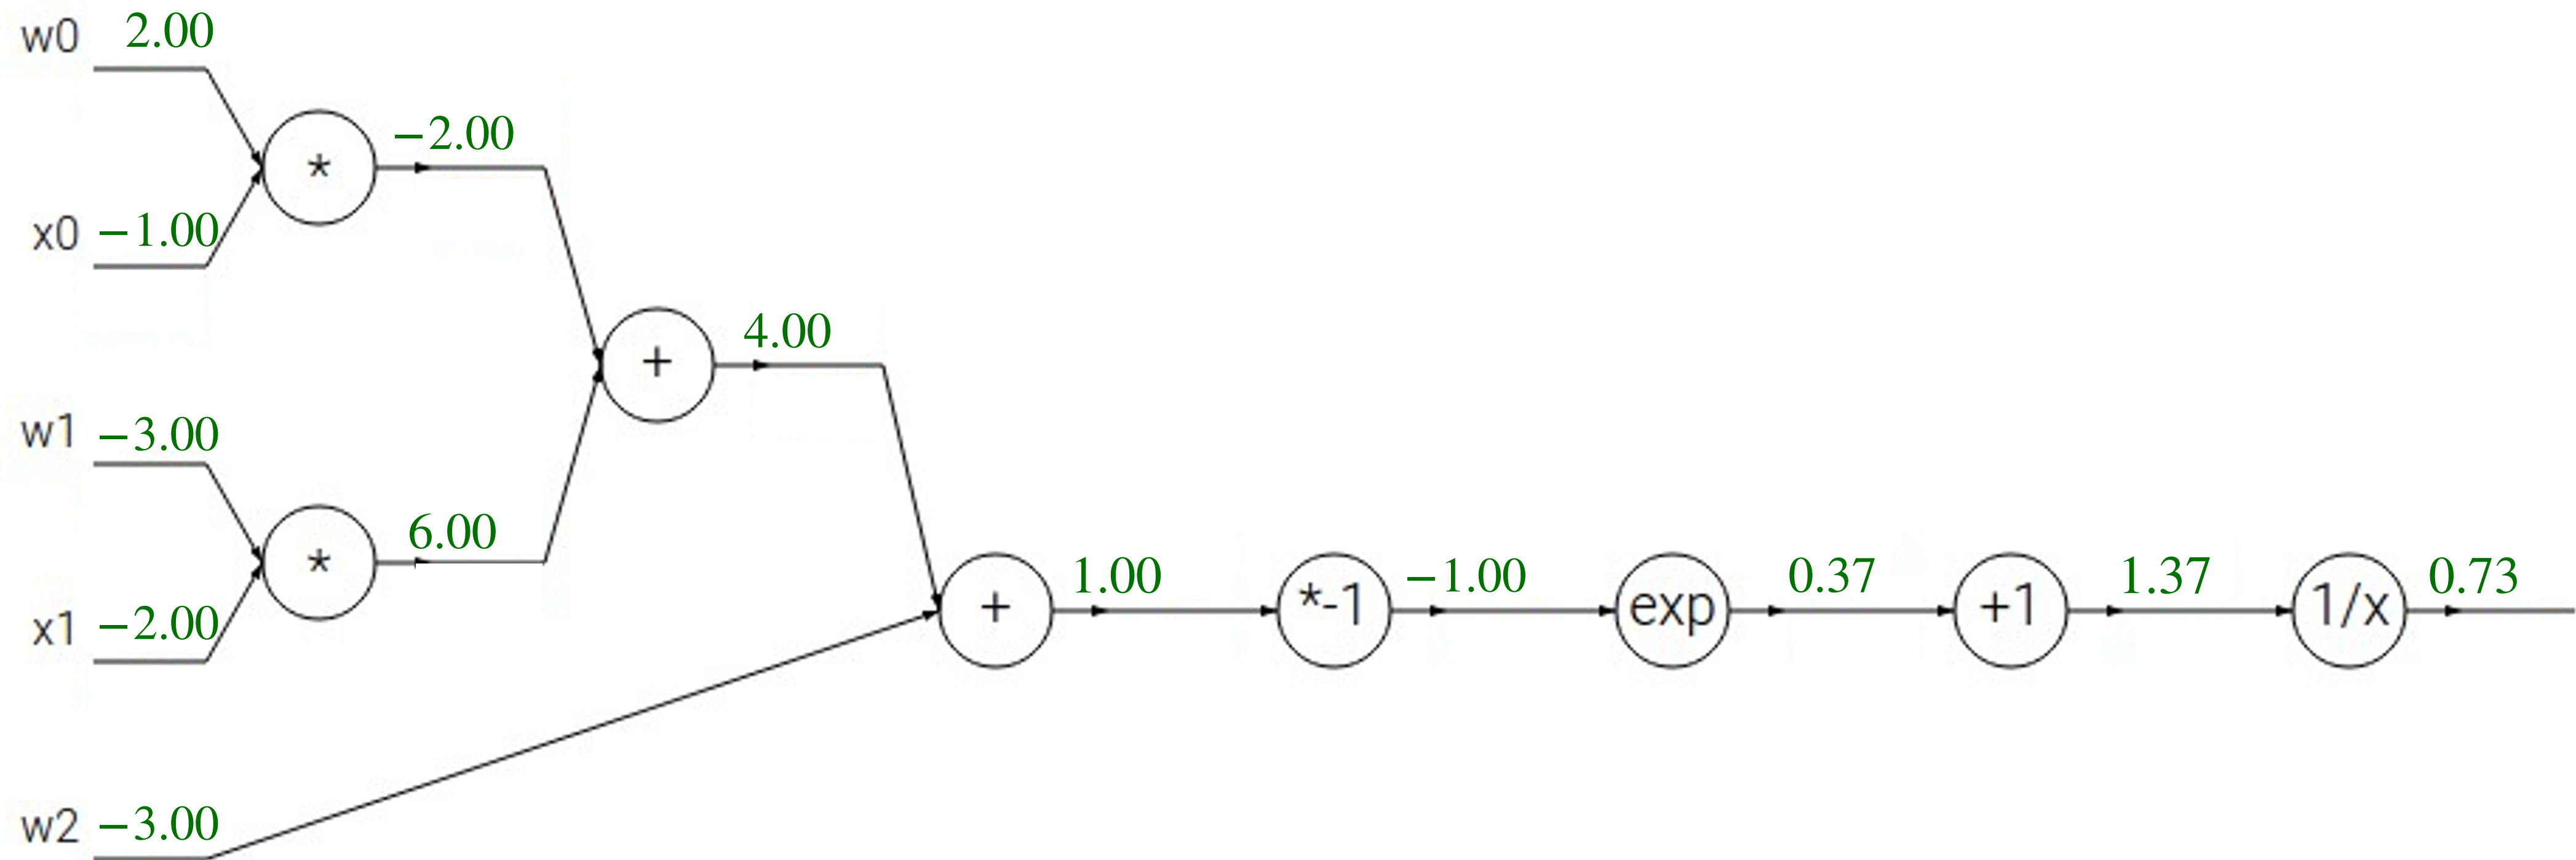 w0 2.00
* −2.00
x0 −1.00
+ 4.00
w1 −3.00
* 6.00
x1 −2.00
+ 1.00 *-1 −1.00 exp 0.37 +1 1.37 1/x 0.73
w2 −3.00